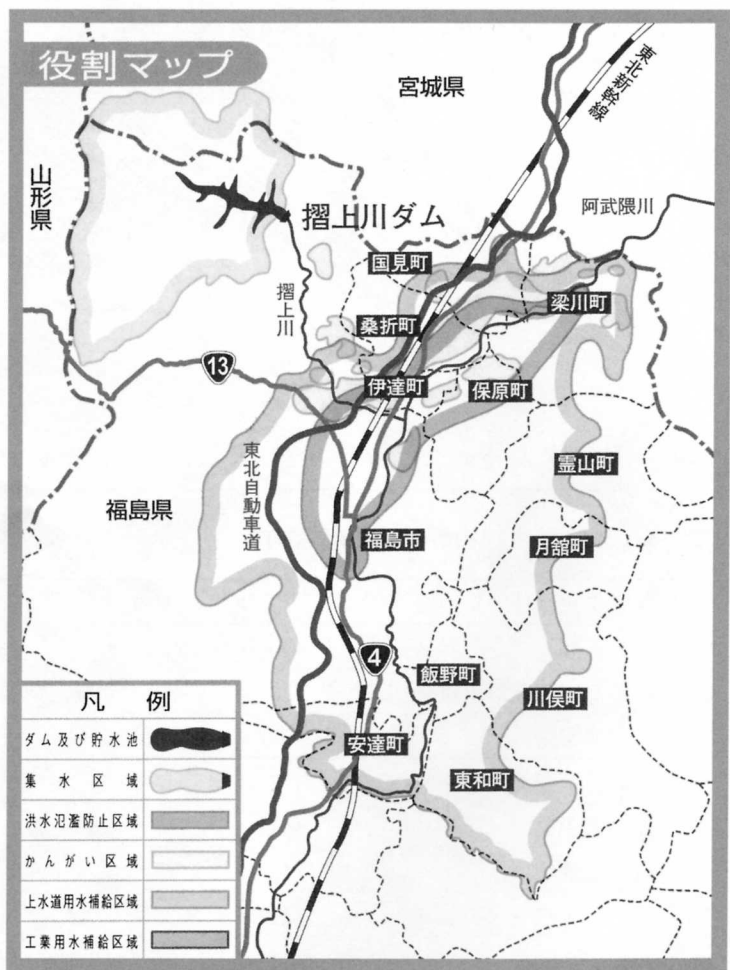 役割マップ
宮城県
東北新幹線
山形県
阿武隈川
摺上川ダム
国見町
摺上川
梁川町
桑折町
13
伊達町
保原町
東北自動車道
霊山町
福島県
福島市
月舘町
4
飯野町
川俣町
安達町
東和町
凡例
ダム及び貯水池
集水区域
洪水氾濫防止区域
かんがい区域
上水道用水補給区域
工業用水補給区域